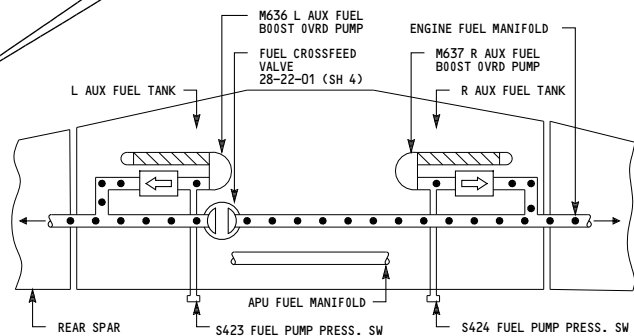 M636 L AUX FUEL
BOOST OVRD PUMP
ENGINE FUEL MANIFOLD
FUEL CROSSFEED
VALVE
28-22-01 (SH 4)
M637 R AUX FUEL
BOOST OVRD PUMP
L AUX FUEL TANK
R AUX FUEL TANK
APU FUEL MANIFOLD
REAR SPAR
S423 FUEL PUMP PRESS. SW
S424 FUEL PUMP PRESS. SW